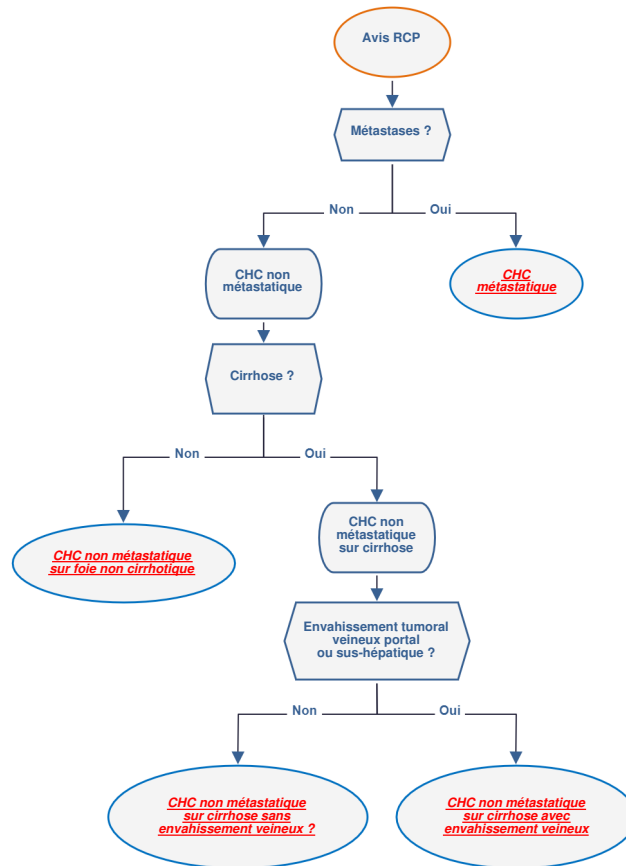 Avis RCP
Métastases ?
Non
Oui
CHC non
métastatique
CHC
métastatique
Cirrhose ?
Non
Oui
CHC non métastatique
sur foie non cirrhotique
CHC non
métastatique
sur cirrhose
Envahissement tumoral
veineux portal
ou sus-hépatique ?
Non
Oui
CHC non métastatique
sur cirrhose sans
envahissement veineux ?
CHC non métastatique
sur cirrhose avec
envahissement veineux